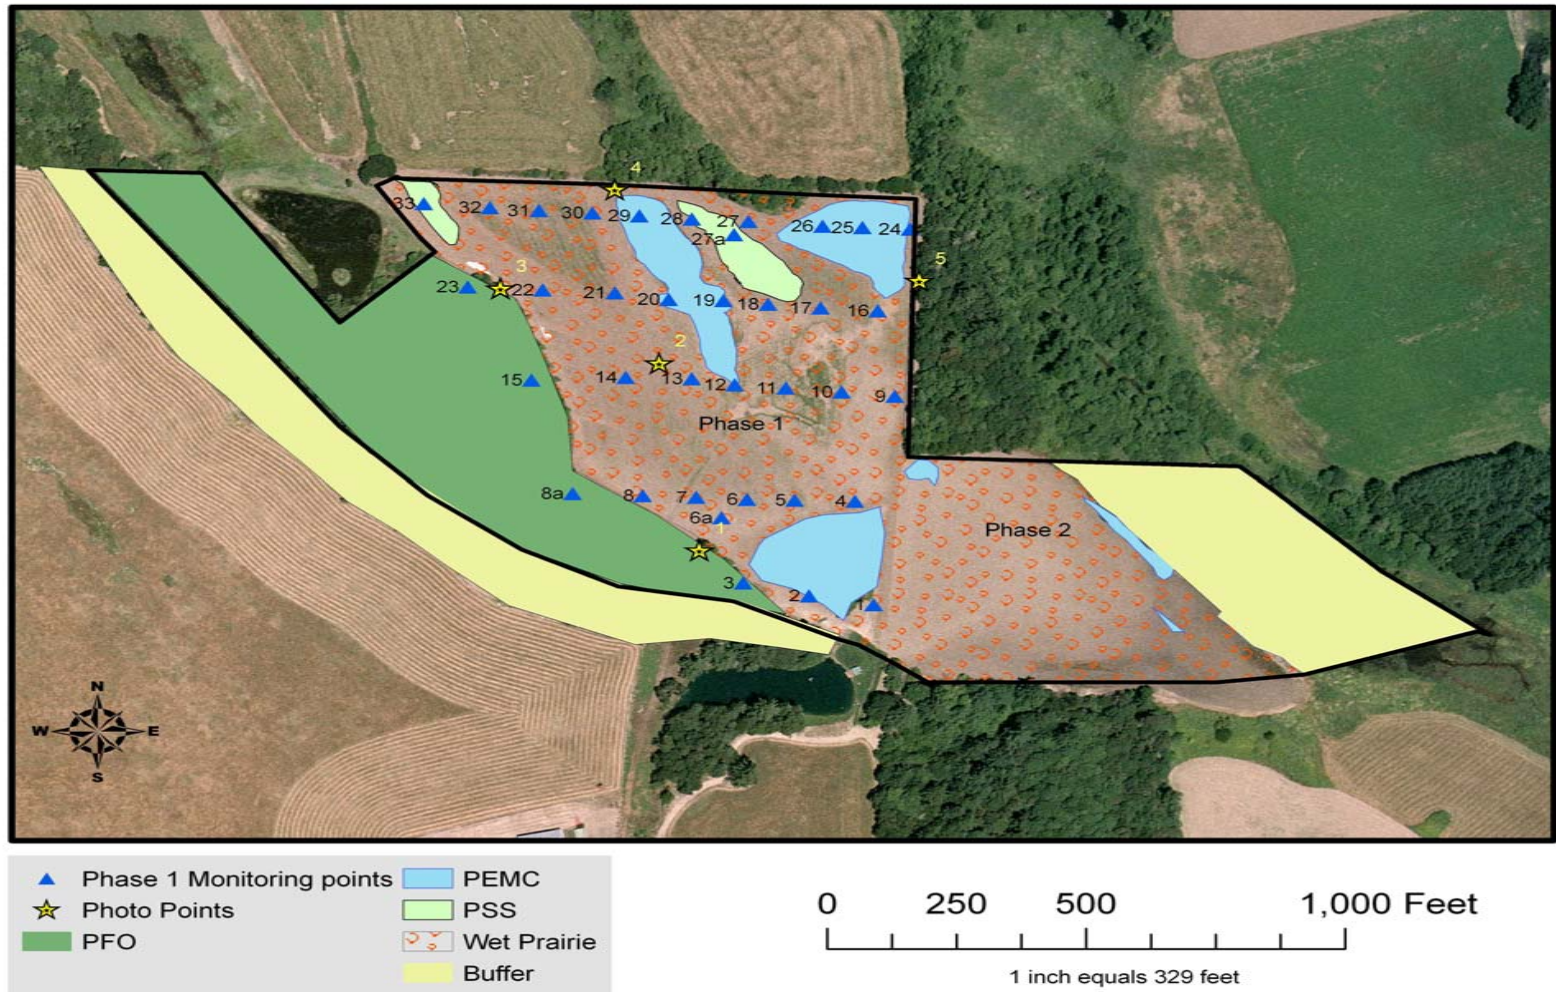 4
33
32
31
30
29
28
27
27a
26
25
24
5
3
23
22
21
20
19
18
17
16
2
15
14
13
12
11
10
9
Phase 1
8a
8
7
6
5
4
6a
1
Phase 2
3
2
1
N
W
E
S
Phase 1 Monitoring points
PEMC
Photo Points
PSS
PFO
Wet Prairie
Buffer
0 250 500 1,000 Feet
1 inch equals 329 feet